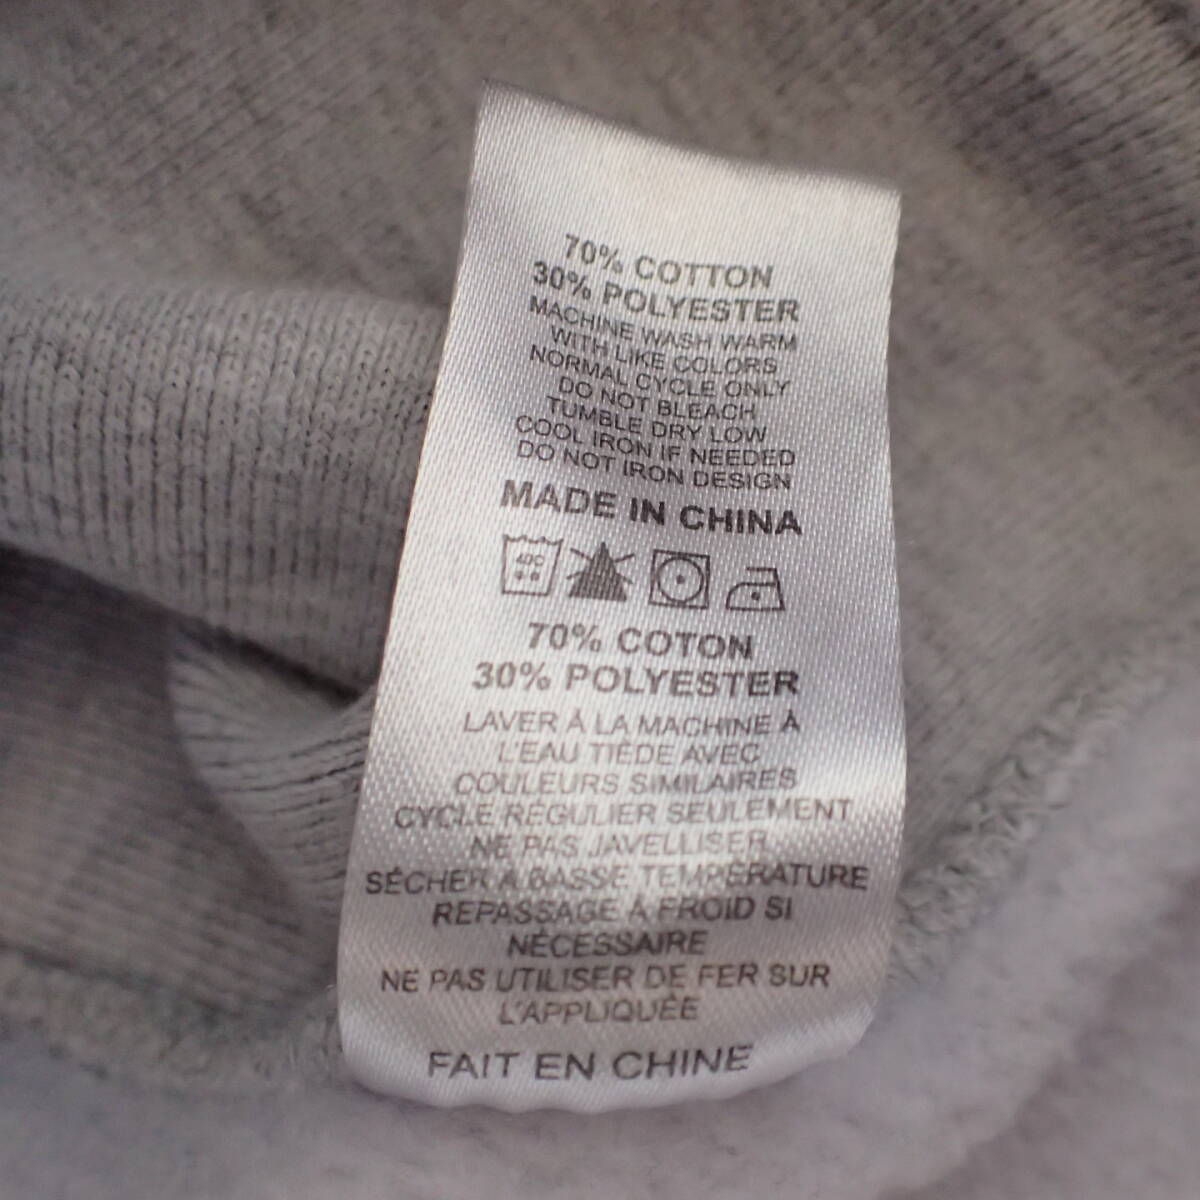 70% COTTON
30% POLYESTER
MACHINE WASH WARM
WITH LIKE COLORS
NORMAL CYCLE ONLY
DO NOT BLEACH
TUMBLE DRY LOW
COOL IRON IF NEEDED
DO NOT IRON DESIGN
MADE IN CHINA
40C
70% COTON
30% POLYESTER
LAVER À LA MACHINE À
L'EAU TIÈDE AVEC
COULEURS SIMILAIRES
CYCLE RÉGULIER SEULEMENT
NE PAS JAVELLISER
SÉCHER A BASSE TEMPÉRATURE
REPASSAGE À FROID SI
NÉCESSAIRE
NE PAS UTILISER DE FER SUR
L'APPLIQUÉE
FAIT EN CHINE